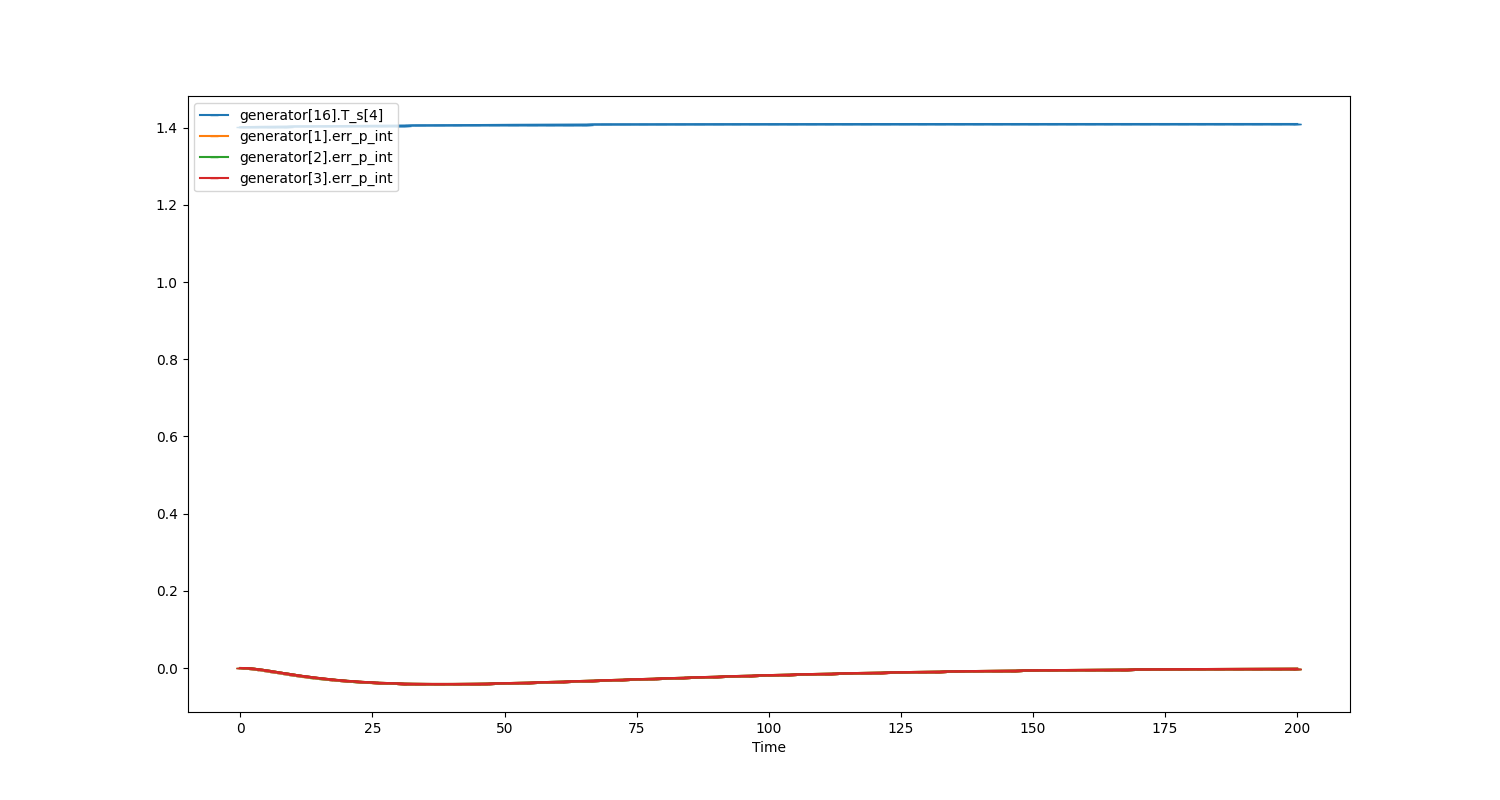 generator[16].T_s[4]
generator[1].err_p_int
generator[2].err_p_int
generator[3].err_p_int
1.4
1.2
1.0
0.8
0.6
0.4
0.2
0.0
0 25 50 75 100 125 150 175 200
Time